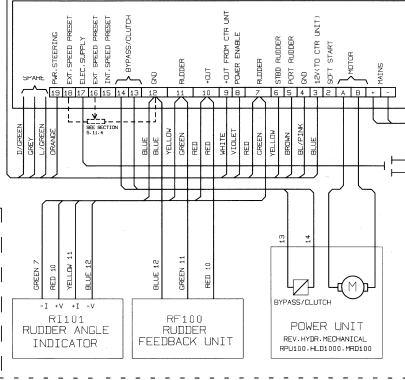 SPARE
PWR.STEERING
EXT.SPEED PRESET
ELEC.SUPPLY
EXT SPEED PRESET
INT.SPEED PRESET
BYPASS/CLUTCH
GND
RUDDER
+OUT
+OUT FROM CTR UNIT
POWER ENABLE
RUDDER
STBD RUDDER
PORT RUDDER
GND
12V(TO CTR UNIT)
SOFT START
MOTOR
MAINS
19 18 17 16 15 14 13 12 11 10 9 8 7 6 5 4 3 2 A B + -
SEE SECTION
5.11.4
D/GREEN
GREY
L/GREEN
ORANGE
BLUE
BLUE
YELLOW
GREEN
RED
RED
WHITE
VIOLET
RED
GREEN
YELLOW
BROWN
BL/PINK
BLUE
GREEN 7
RED 10
YELLOW 11
BLUE 12
BLUE 12
GREEN 11
RED 10
13
14
-I +V +I -V
RI101
RUDDER ANGLE
INDICATOR
RF100
RUDDER
FEEDBACK UNIT
M
BYPASS/CLUTCH
POWER UNIT
REV.HYDR.MECHANICAL
RPU100.HLD1000.MRD100